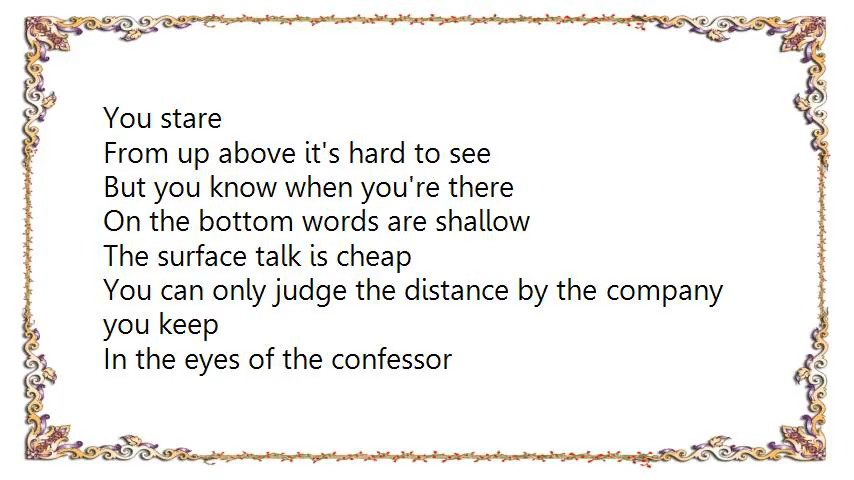 You stare
From up above it's hard to see
But you know when you're there
On the bottom words are shallow
The surface talk is cheap
You can only judge the distance by the company
you keep
In the eyes of the confessor